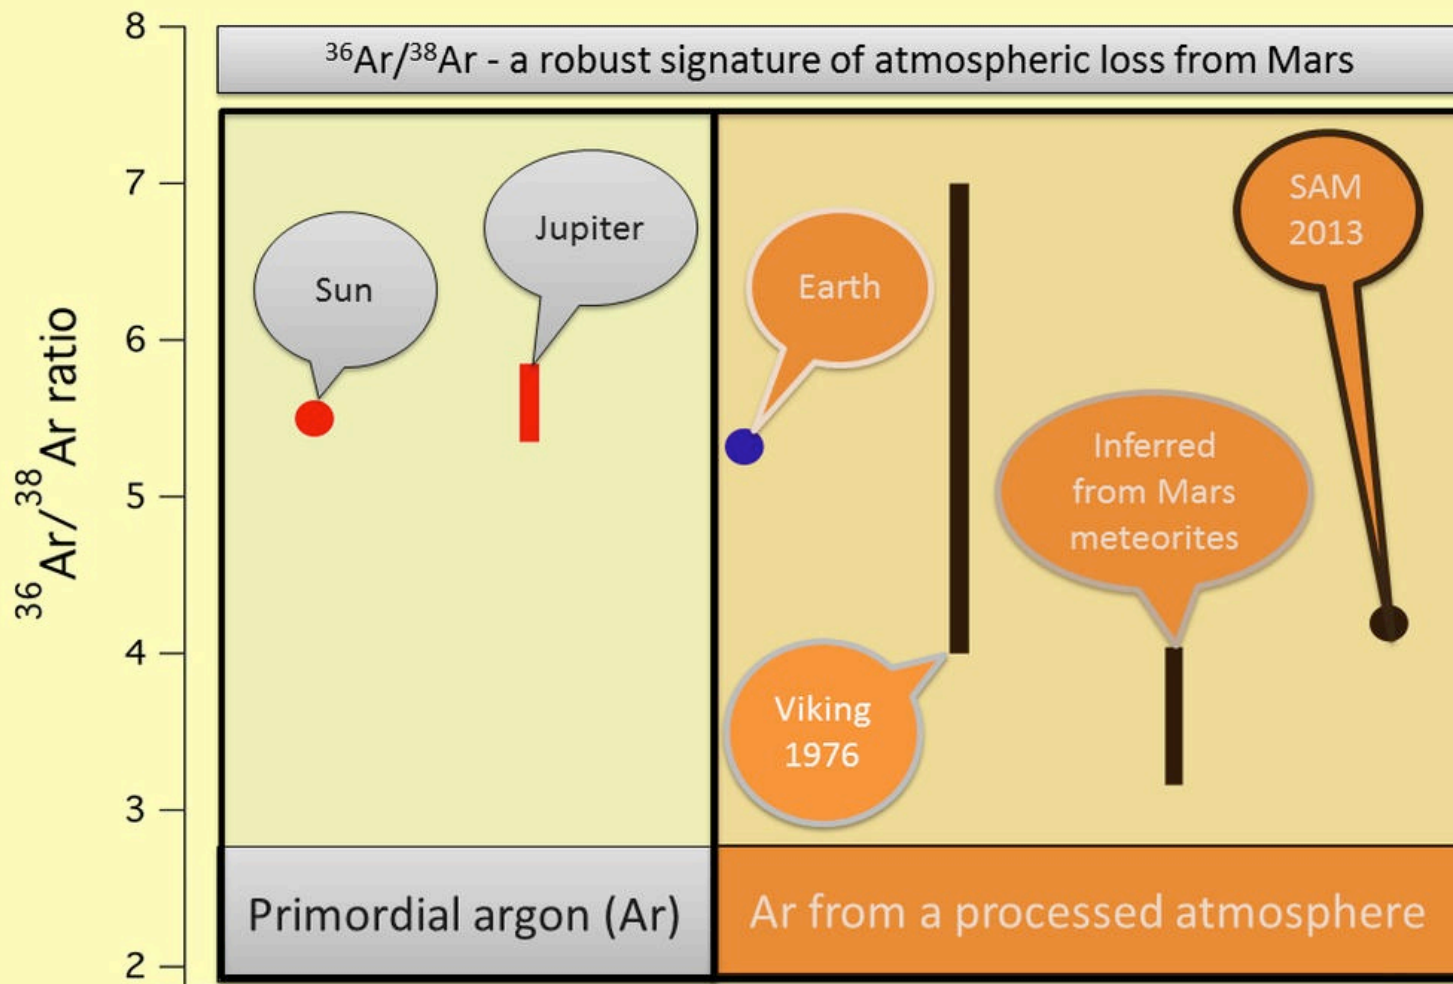 8
³⁶Ar/³⁸Ar - a robust signature of atmospheric loss from Mars
7
6
5
4
3
2
³⁶Ar/³⁸Ar ratio
Sun
Jupiter
Earth
SAM
2013
Inferred
from Mars
meteorites
Viking
1976
Primordial argon (Ar)
Ar from a processed atmosphere